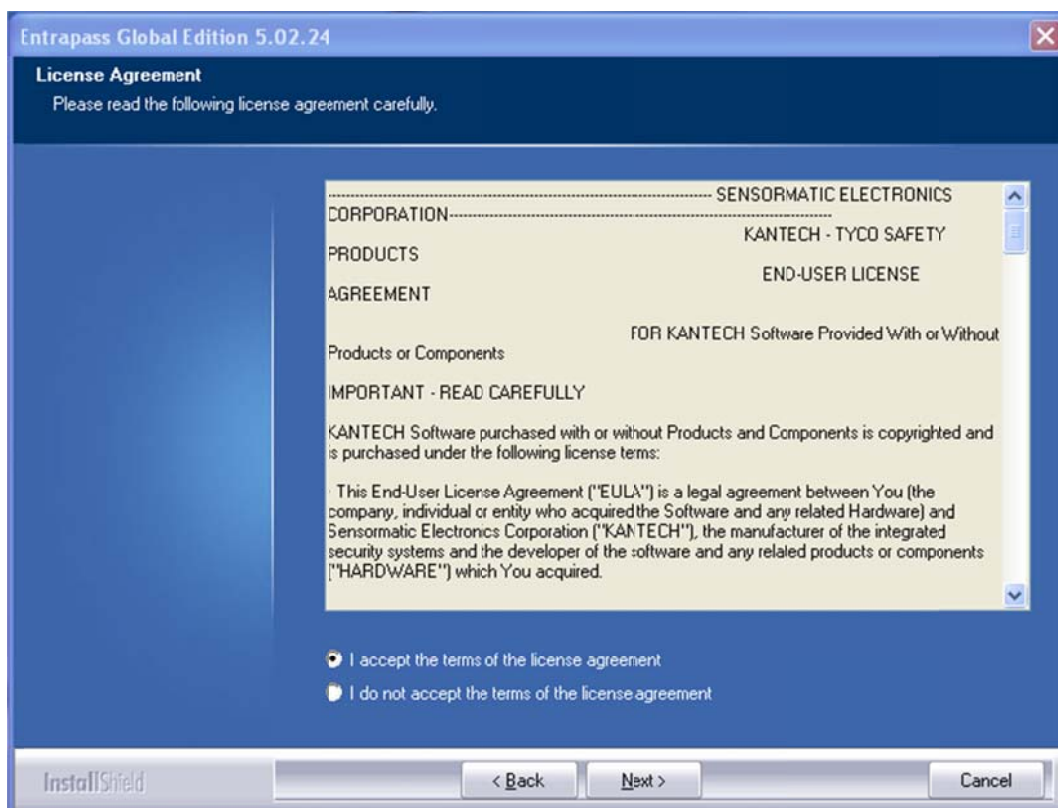 Entrapass Global Edition 5.02.24
License Agreement
Please read the following license agreement carefully.
------------------------------------------------------------------------------------ SENSORMATIC ELECTRONICS
CORPORATION------------------------------------------------------------------------------------
KANTECH - TYCO SAFETY
PRODUCTS
END-USER LICENSE
AGREEMENT
FOR KANTECH Software Provided With or Without
Products or Components
IMPORTANT - READ CAREFULLY
KANTECH Software purchased with or without Products and Components is copyrighted and
is purchased under the following license terms:
This End-User License Agreement ("EULA") is a legal agreement between You (the
company, individual or entity who acquired the Software and any related Hardware) and
Sensormatic Electronics Corporation ("KANTECH"), the manufacturer of the integrated
security systems and the developer of the software and any related products or components
("HARDWARE") which You acquired.
I accept the terms of the license agreement
I do not accept the terms of the license agreement
InstallShield
< Back
Next >
Cancel